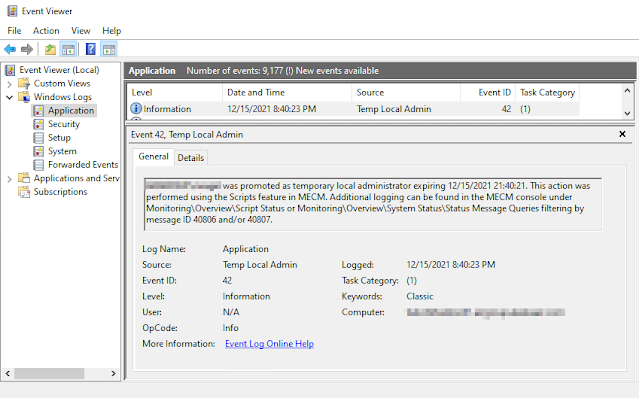 Event Viewer
File Action View Help
Event Viewer (Local)
Custom Views
Windows Logs
Application
Security
Setup
System
Forwarded Events
Applications and Serv
Subscriptions
Application Number of events: 9,177 (!) New events available
Level Date and Time Source Event ID Task Category
Information 12/15/2021 8:40:23 PM Temp Local Admin 42 (1)
Event 42, Temp Local Admin
General Details
was promoted as temporary local administrator expiring 12/15/2021 21:40:21. This action was
performed using the Scripts feature in MECM. Additional logging can be found in the MECM console under
Monitoring\Overview\Script Status or Monitoring\Overview\System Status\Status Message Queries filtering by
message ID 40806 and/or 40807.
Log Name: Application
Source: Temp Local Admin Logged: 12/15/2021 8:40:23 PM
Event ID: 42 Task Category: (1)
Level: Information Keywords: Classic
User: N/A Computer:
OpCode: Info
More Information: Event Log Online Help